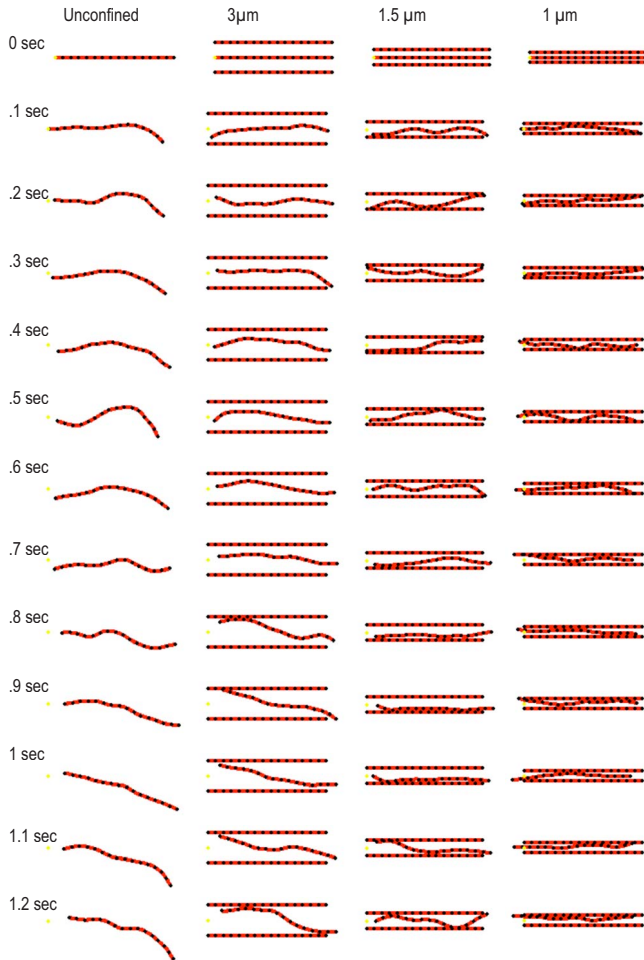 Unconfined 3µm 1.5 µm 1 µm
0 sec
.1 sec
.2 sec
.3 sec
.4 sec
.5 sec
.6 sec
.7 sec
.8 sec
.9 sec
1 sec
1.1 sec
1.2 sec